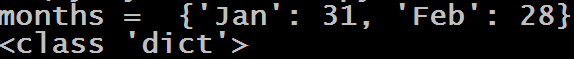 months =  {'Jan': 31, 'Feb': 28}
<class 'dict'>